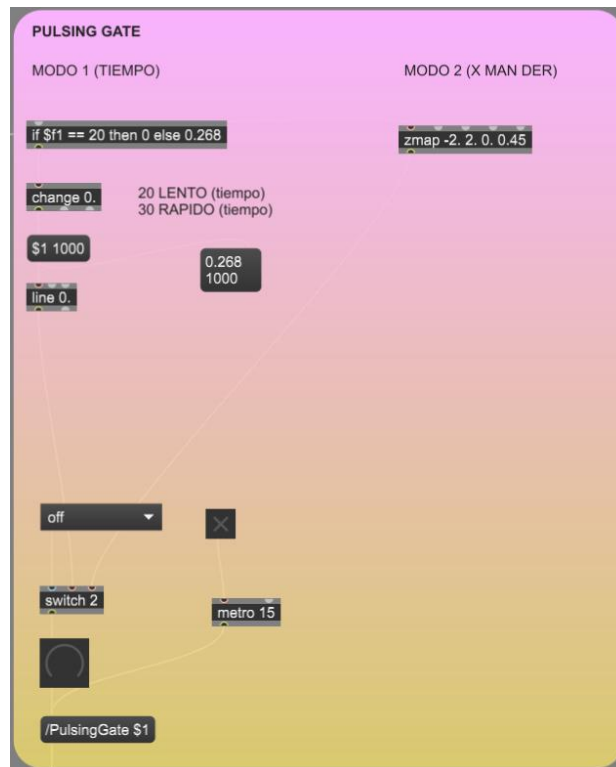 PULSING GATE
MODO 1 (TIEMPO)
MODO 2 (X MAN DER)
if $f1 == 20 then 0 else 0.268
zmap -2. 2. 0. 0.45
change 0.
20 LENTO (tiempo)
30 RAPIDO (tiempo)
$1 1000
0.268
1000
line 0.
off
switch 2
metro 15
/PulsingGate $1